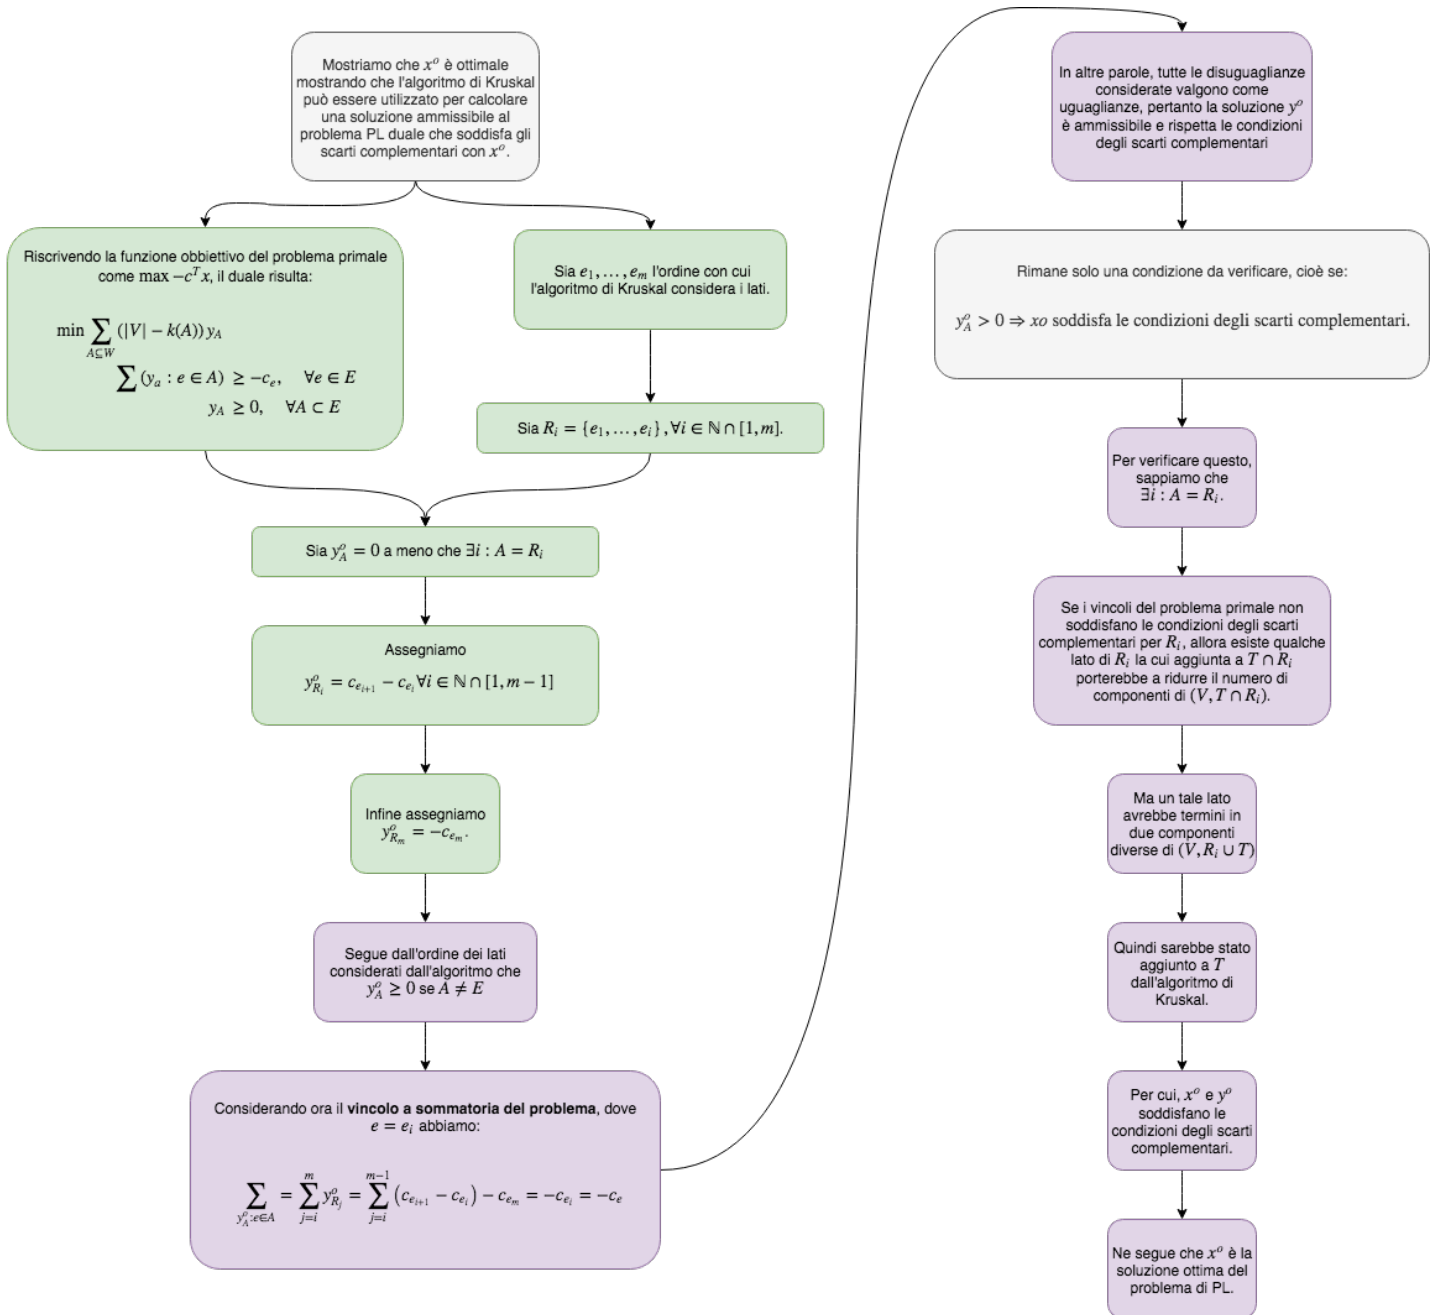 Mostriamo che x^o è ottimale
mostrando che l'algoritmo di Kruskal
può essere utilizzato per calcolare
una soluzione ammissibile al
problema PL duale che soddisfa gli
scarti complementari con x^o.
Riscrivendo la funzione obbiettivo del problema primale
come max −c^T x, il duale risulta:
min ∑_{A⊆W} (|V| − k(A)) y_A
∑ (y_a : e ∈ A) ≥ −c_e, ∀e ∈ E
y_A ≥ 0, ∀A ⊂ E
Sia e_1, … , e_m l'ordine con cui
l'algoritmo di Kruskal considera i lati.
Sia R_i = {e_1, … , e_i} , ∀i ∈ ℕ ∩ [1, m].
Sia y_A^o = 0 a meno che ∃i : A = R_i
Assegniamo
y_{R_i}^o = c_{e_{i+1}} − c_{e_i} ∀i ∈ ℕ ∩ [1, m − 1]
Infine assegniamo
y_{R_m}^o = −c_{e_m}.
Segue dall'ordine dei lati
considerati dall'algoritmo che
y_A^o ≥ 0 se A ≠ E
Considerando ora il vincolo a sommatoria del problema, dove
e = e_i abbiamo:
∑_{y_A^o:e∈A} = ∑_{j=i}^{m} y_{R_j}^o = ∑_{j=i}^{m−1} (c_{e_{i+1}} − c_{e_i}) − c_{e_m} = −c_{e_i} = −c_e
In altre parole, tutte le disuguaglianze
considerate valgono come
uguaglianze, pertanto la soluzione y^o
è ammissibile e rispetta le condizioni
degli scarti complementari
Rimane solo una condizione da verificare, cioè se:
y_A^o > 0 ⇒ xo soddisfa le condizioni degli scarti complementari.
Per verificare questo,
sappiamo che
∃i : A = R_i.
Se i vincoli del problema primale non
soddisfano le condizioni degli scarti
complementari per R_i, allora esiste qualche
lato di R_i la cui aggiunta a T ∩ R_i
porterebbe a ridurre il numero di
componenti di (V, T ∩ R_i).
Ma un tale lato
avrebbe termini in
due componenti
diverse di (V, R_i ∪ T)
Quindi sarebbe stato
aggiunto a T
dall'algoritmo di
Kruskal.
Per cui, x^o e y^o
soddisfano le
condizioni degli scarti
complementari.
Ne segue che x^o è la
soluzione ottima del
problema di PL.